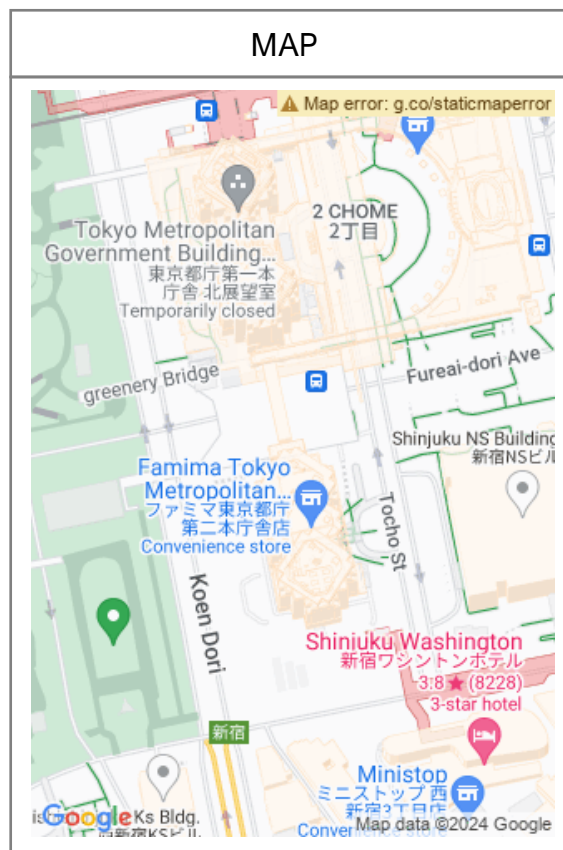 MAP
Map error: g.co/staticmaperror
2 CHOME
2丁目
Tokyo Metropolitan
Government Building...
東京都庁第一本
庁舎 北展望室
Temporarily closed
greenery Bridge
Fureai-dori Ave
Shinjuku NS Building
新宿NSビル
Famima Tokyo
Metropolitan...
ファミマ東京都庁
第二本庁舎店
Convenience store
Tocho St
Koen Dori
Shinjuku Washington
新宿ワシントンホテル
3.8★(8228)
3-star hotel
新宿
Ministop
ミニストップ 西
新宿3丁目店
Convenience store
Google
Ks Bldg.
西新宿KSビル
Map data ©2024 Google